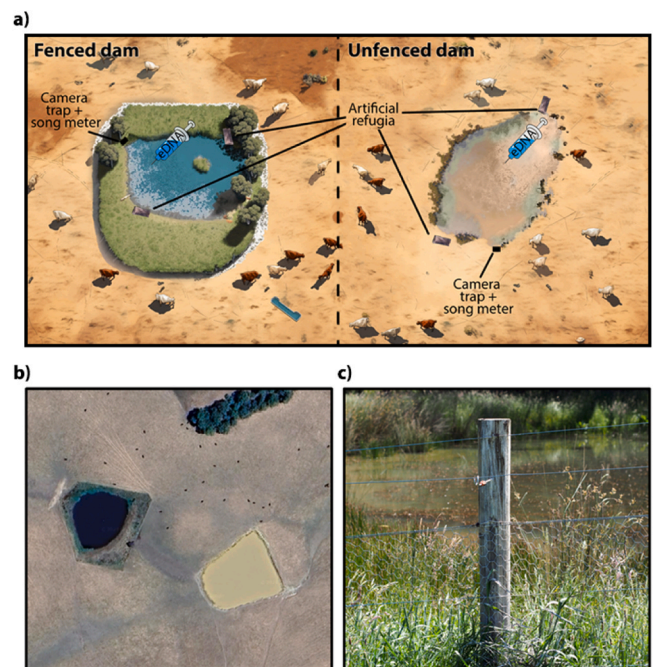 a)
Fenced dam
Unfenced dam
Camera
trap +
song meter
Artificial
refugia
eDNA
eDNA
Camera
trap +
song meter
b)
c)